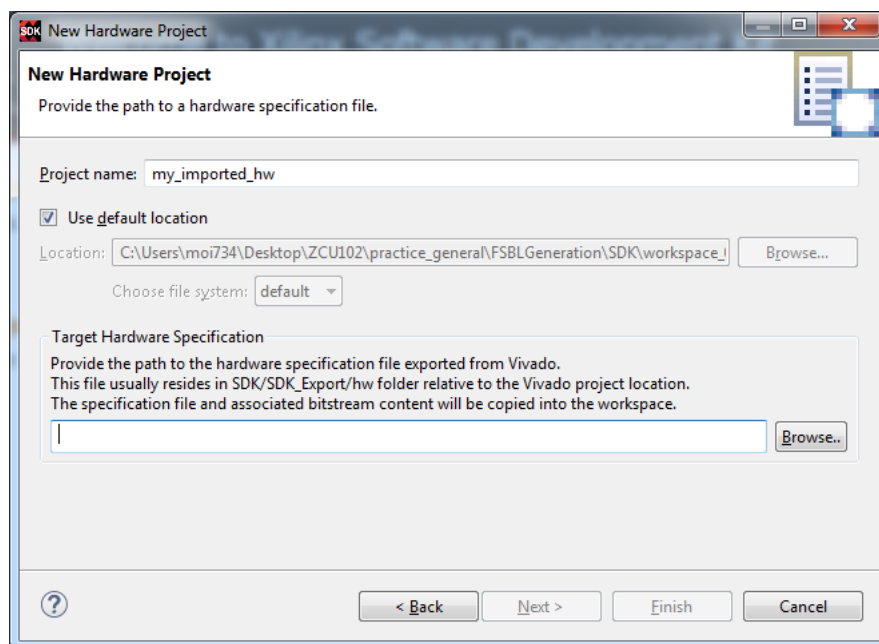 SDK New Hardware Project
New Hardware Project
Provide the path to a hardware specification file.
Project name: my_imported_hw
Use default location
Location: C:\Users\moi734\Desktop\ZCU102\practice_general\FSBLGeneration\SDK\workspace_ Browse...
Choose file system: default
Target Hardware Specification
Provide the path to the hardware specification file exported from Vivado.
This file usually resides in SDK/SDK_Export/hw folder relative to the Vivado project location.
The specification file and associated bitstream content will be copied into the workspace.
Browse..
? < Back Next > Finish Cancel